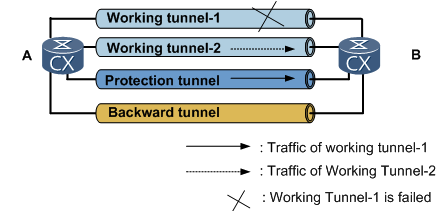 Working tunnel-1
Working tunnel-2
A
B
CX
CX
Protection tunnel
Backward tunnel
: Traffic of working tunnel-1
: Traffic of Working Tunnel-2
: Working Tunnel-1 is failed